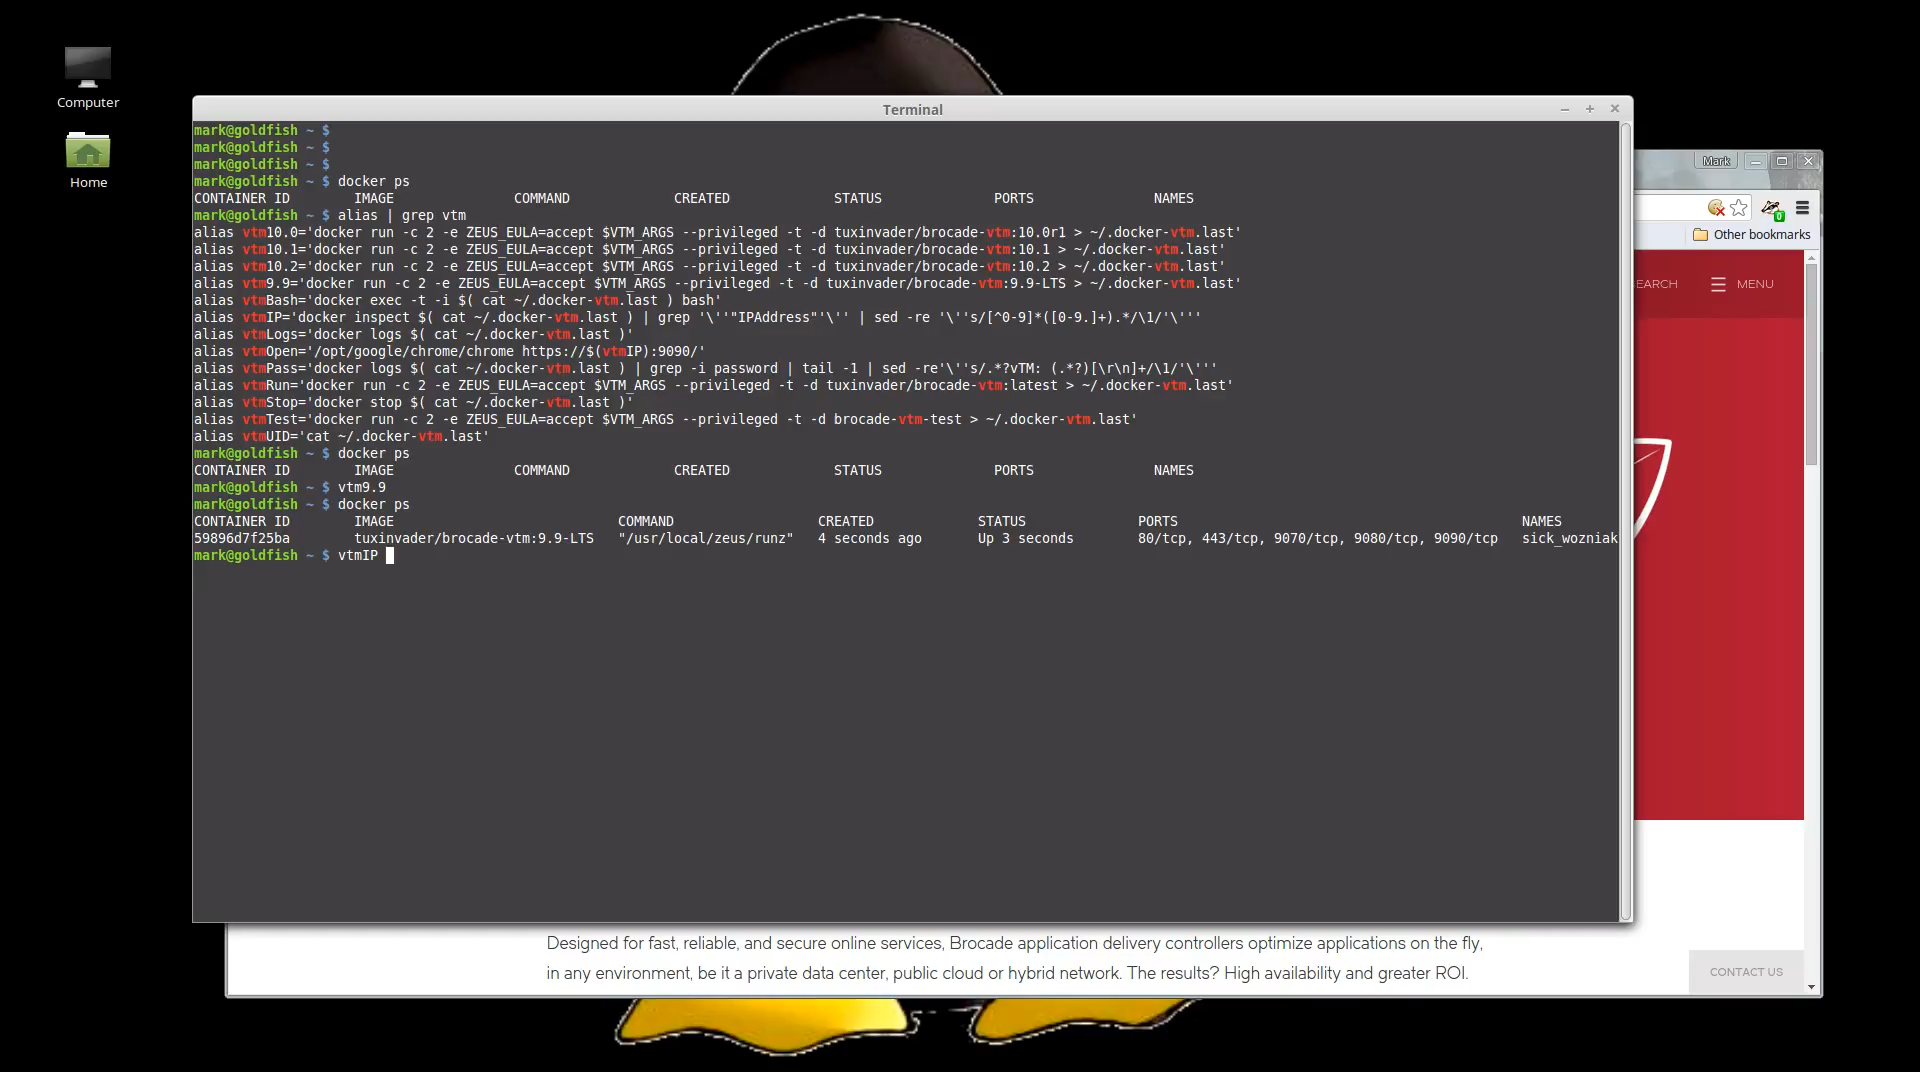 Computer
Home
Terminal
mark@goldfish ~ $
mark@goldfish ~ $
mark@goldfish ~ $
mark@goldfish ~ $ docker ps
CONTAINER ID        IMAGE               COMMAND             CREATED             STATUS              PORTS               NAMES
mark@goldfish ~ $ alias | grep vtm
alias vtm10.0='docker run -c 2 -e ZEUS_EULA=accept $VTM_ARGS --privileged -t -d tuxinvader/brocade-vtm:10.0r1 > ~/.docker-vtm.last'
alias vtm10.1='docker run -c 2 -e ZEUS_EULA=accept $VTM_ARGS --privileged -t -d tuxinvader/brocade-vtm:10.1 > ~/.docker-vtm.last'
alias vtm10.2='docker run -c 2 -e ZEUS_EULA=accept $VTM_ARGS --privileged -t -d tuxinvader/brocade-vtm:10.2 > ~/.docker-vtm.last'
alias vtm9.9='docker run -c 2 -e ZEUS_EULA=accept $VTM_ARGS --privileged -t -d tuxinvader/brocade-vtm:9.9-LTS > ~/.docker-vtm.last'
alias vtmBash='docker exec -t -i $( cat ~/.docker-vtm.last ) bash'
alias vtmIP='docker inspect $( cat ~/.docker-vtm.last ) | grep '\''"IPAddress"'\'' | sed -re '\''s/[^0-9]*([0-9.]+).*/\1/'\'''
alias vtmLogs='docker logs $( cat ~/.docker-vtm.last )'
alias vtmOpen='/opt/google/chrome/chrome https://$(vtmIP):9090/'
alias vtmPass='docker logs $( cat ~/.docker-vtm.last ) | grep -i password | tail -1 | sed -re'\''s/.*?vTM: (.*?)[\r\n]+/\1/'\'''
alias vtmRun='docker run -c 2 -e ZEUS_EULA=accept $VTM_ARGS --privileged -t -d tuxinvader/brocade-vtm:latest > ~/.docker-vtm.last'
alias vtmStop='docker stop $( cat ~/.docker-vtm.last )'
alias vtmTest='docker run -c 2 -e ZEUS_EULA=accept $VTM_ARGS --privileged -t -d brocade-vtm-test > ~/.docker-vtm.last'
alias vtmUID='cat ~/.docker-vtm.last'
mark@goldfish ~ $ docker ps
CONTAINER ID        IMAGE               COMMAND             CREATED             STATUS              PORTS               NAMES
mark@goldfish ~ $ vtm9.9
mark@goldfish ~ $ docker ps
CONTAINER ID        IMAGE                            COMMAND                  CREATED             STATUS              PORTS                                           NAMES
59896d7f25ba        tuxinvader/brocade-vtm:9.9-LTS   "/usr/local/zeus/runz"   4 seconds ago       Up 3 seconds        80/tcp, 443/tcp, 9070/tcp, 9080/tcp, 9090/tcp   sick_wozniak
mark@goldfish ~ $ vtmIP
Mark
0
Other bookmarks
EARCH
MENU
Designed for fast, reliable, and secure online services, Brocade application delivery controllers optimize applications on the fly,
in any environment, be it a private data center, public cloud or hybrid network. The results? High availability and greater ROI.
CONTACT US